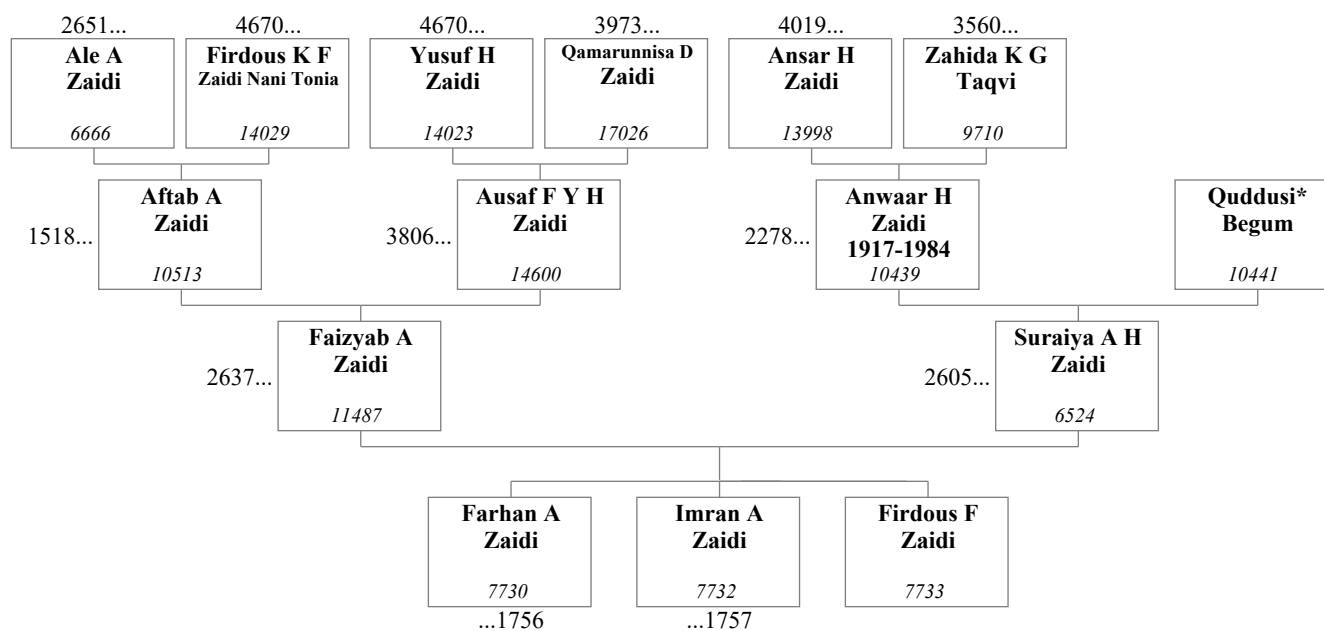 2651...
4670...
4670...
3973...
4019...
3560...
Ale A
Zaidi
6666
Firdous K F
Zaidi Nani Tonia
14029
Yusuf H
Zaidi
14023
Qamarunnisa D
Zaidi
17026
Ansar H
Zaidi
13998
Zahida K G
Taqvi
9710
1518...
Aftab A
Zaidi
10513
3806...
Ausaf F Y H
Zaidi
14600
2278...
Anwaar H
Zaidi
1917-1984
10439
Quddusi*
Begum
10441
2637...
Faizyab A
Zaidi
11487
2605...
Suraiya A H
Zaidi
6524
Farhan A
Zaidi
7730
...1756
Imran A
Zaidi
7732
...1757
Firdous F
Zaidi
7733